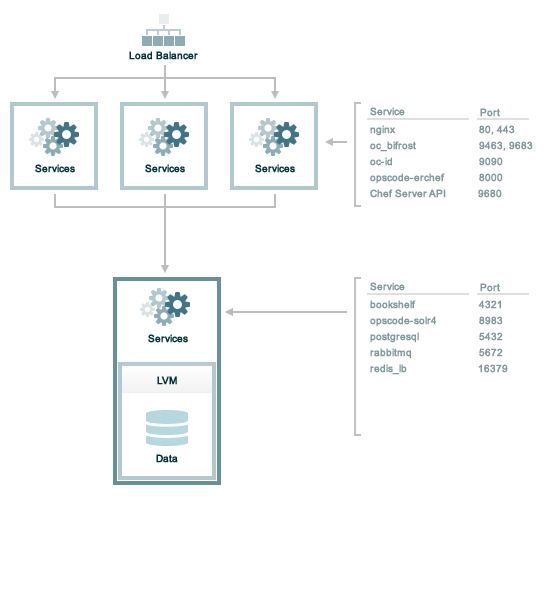 Load Balancer
Services Services Services
Service Port
nginx 80, 443
oc_bifrost 9463, 9683
oc-id 9090
opscode-erchef 8000
Chef Server API 9680
Services
LVM
Data
Service Port
bookshelf 4321
opscode-solr4 8983
postgresql 5432
rabbitmq 5672
redis_lb 16379